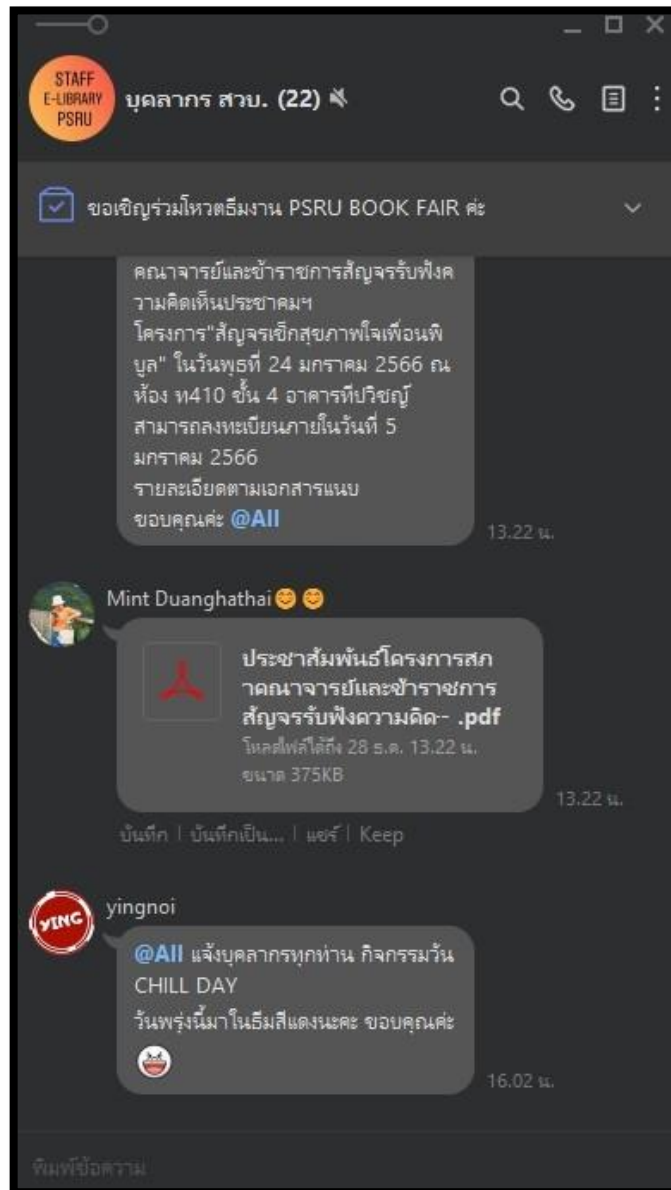 STAFF
E-LIBRARY
PSRU
บุคลากร สวบ. (22)
ขอเชิญร่วมโหวตธีมงาน PSRU BOOK FAIR ค่ะ
คณาจารย์และข้าราชการสัญจรรับฟังค
วามคิดเห็นประชาคมฯ
โครงการ"สัญจรเช็กสุขภาพใจเพื่อนพิ
บูล" ในวันพุธที่ 24 มกราคม 2566 ณ
ห้อง ท410 ชั้น 4 อาคารทีปวิชญ์
สามารถลงทะเบียนภายในวันที่ 5
มกราคม 2566
รายละเอียดตามเอกสารแนบ
ขอบคุณค่ะ @All
13.22 น.
Mint Duanghathai😊😊
ประชาสัมพันธ์โครงการสภ
าคณาจารย์และข้าราชการ
สัญจรรับฟังความคิด-- .pdf
โหลดไฟล์ได้ถึง 28 ธ.ค. 13.22 น.
ขนาด 375KB
13.22 น.
บันทึก | บันทึกเป็น... | แชร์ | Keep
YING
yingnoi
@All แจ้งบุคลากรทุกท่าน กิจกรรมวัน
CHILL DAY
วันพรุ่งนี้มาในธีมสีแดงนะคะ ขอบคุณค่ะ
16.02 น.
พิมพ์ข้อความ